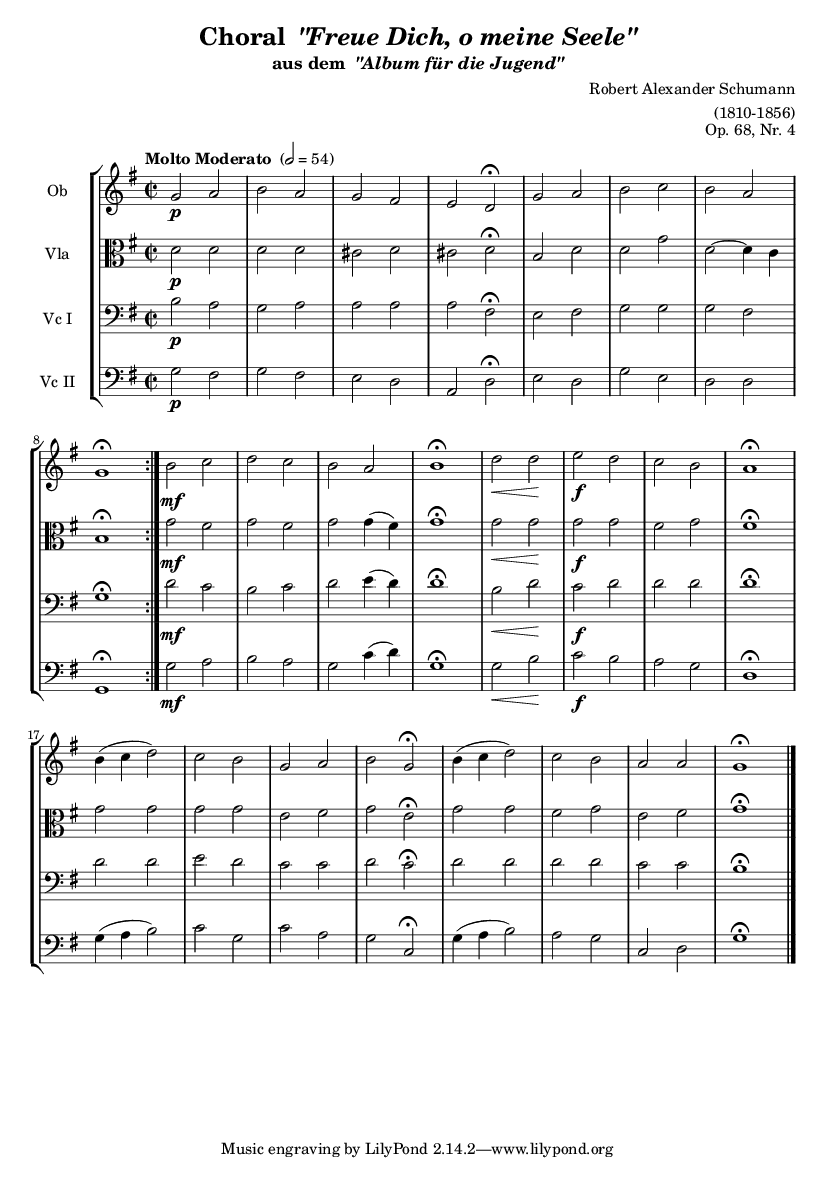 Choral "Freue Dich, o meine Seele"
aus dem "Album für die Jugend"
Robert Alexander Schumann
(1810-1856)
Op. 68, Nr. 4
Molto Moderato (𝅗𝅥 = 54)
Ob
p
Vla
p
Vc I
p
Vc II
p
8
mf
f
mf
f
mf
f
mf
f
17
Music engraving by LilyPond 2.14.2—www.lilypond.org